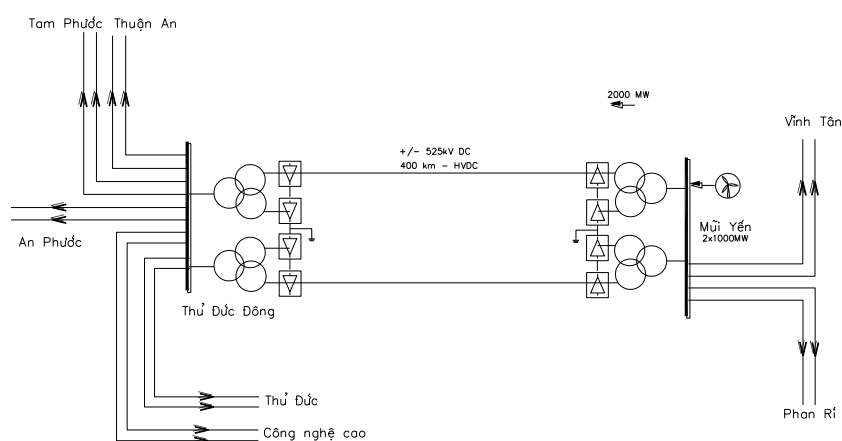 Tam Phước Thuận An
2000 MW
Vĩnh Tân
+/- 525kV DC
400 km - HVDC
Mũi Yến
2x1000MW
An Phước
Thủ Đức Đông
Thủ Đức
Phan Rí
Công nghệ cao